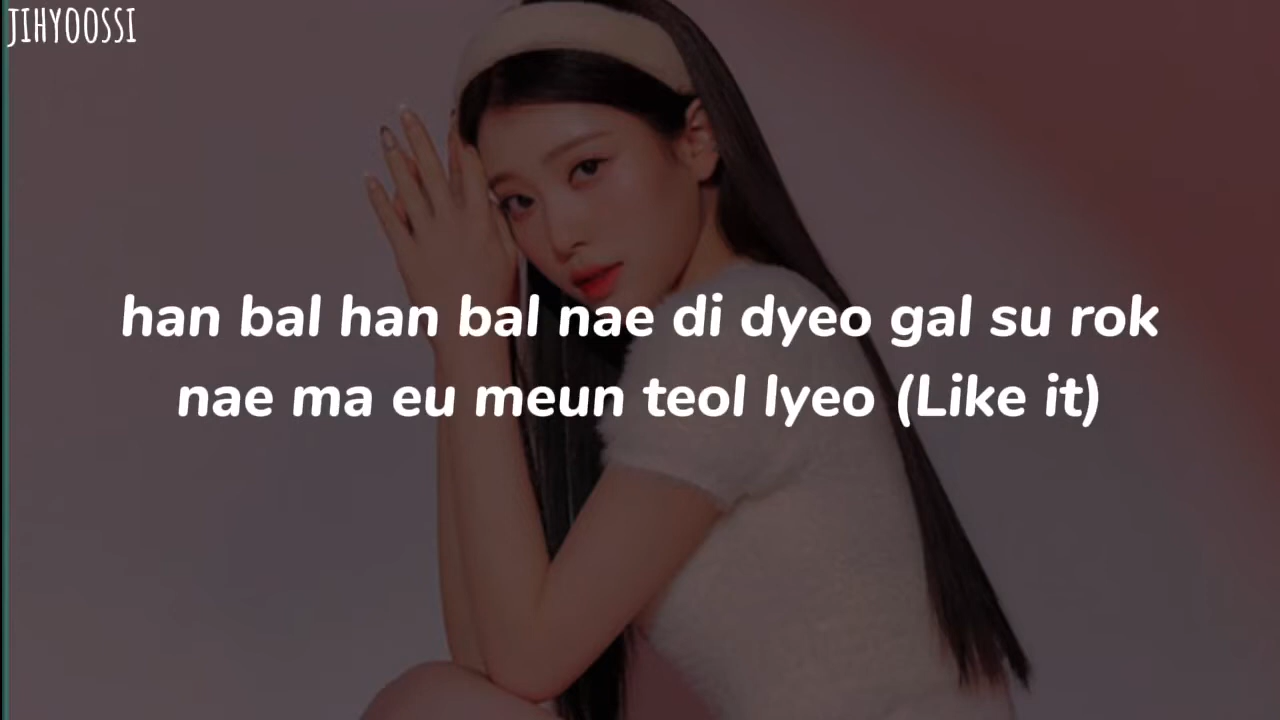 JIHYOOSSI
han bal han bal nae di dyeo gal su rok
nae ma eu meun teol lyeo (Like it)